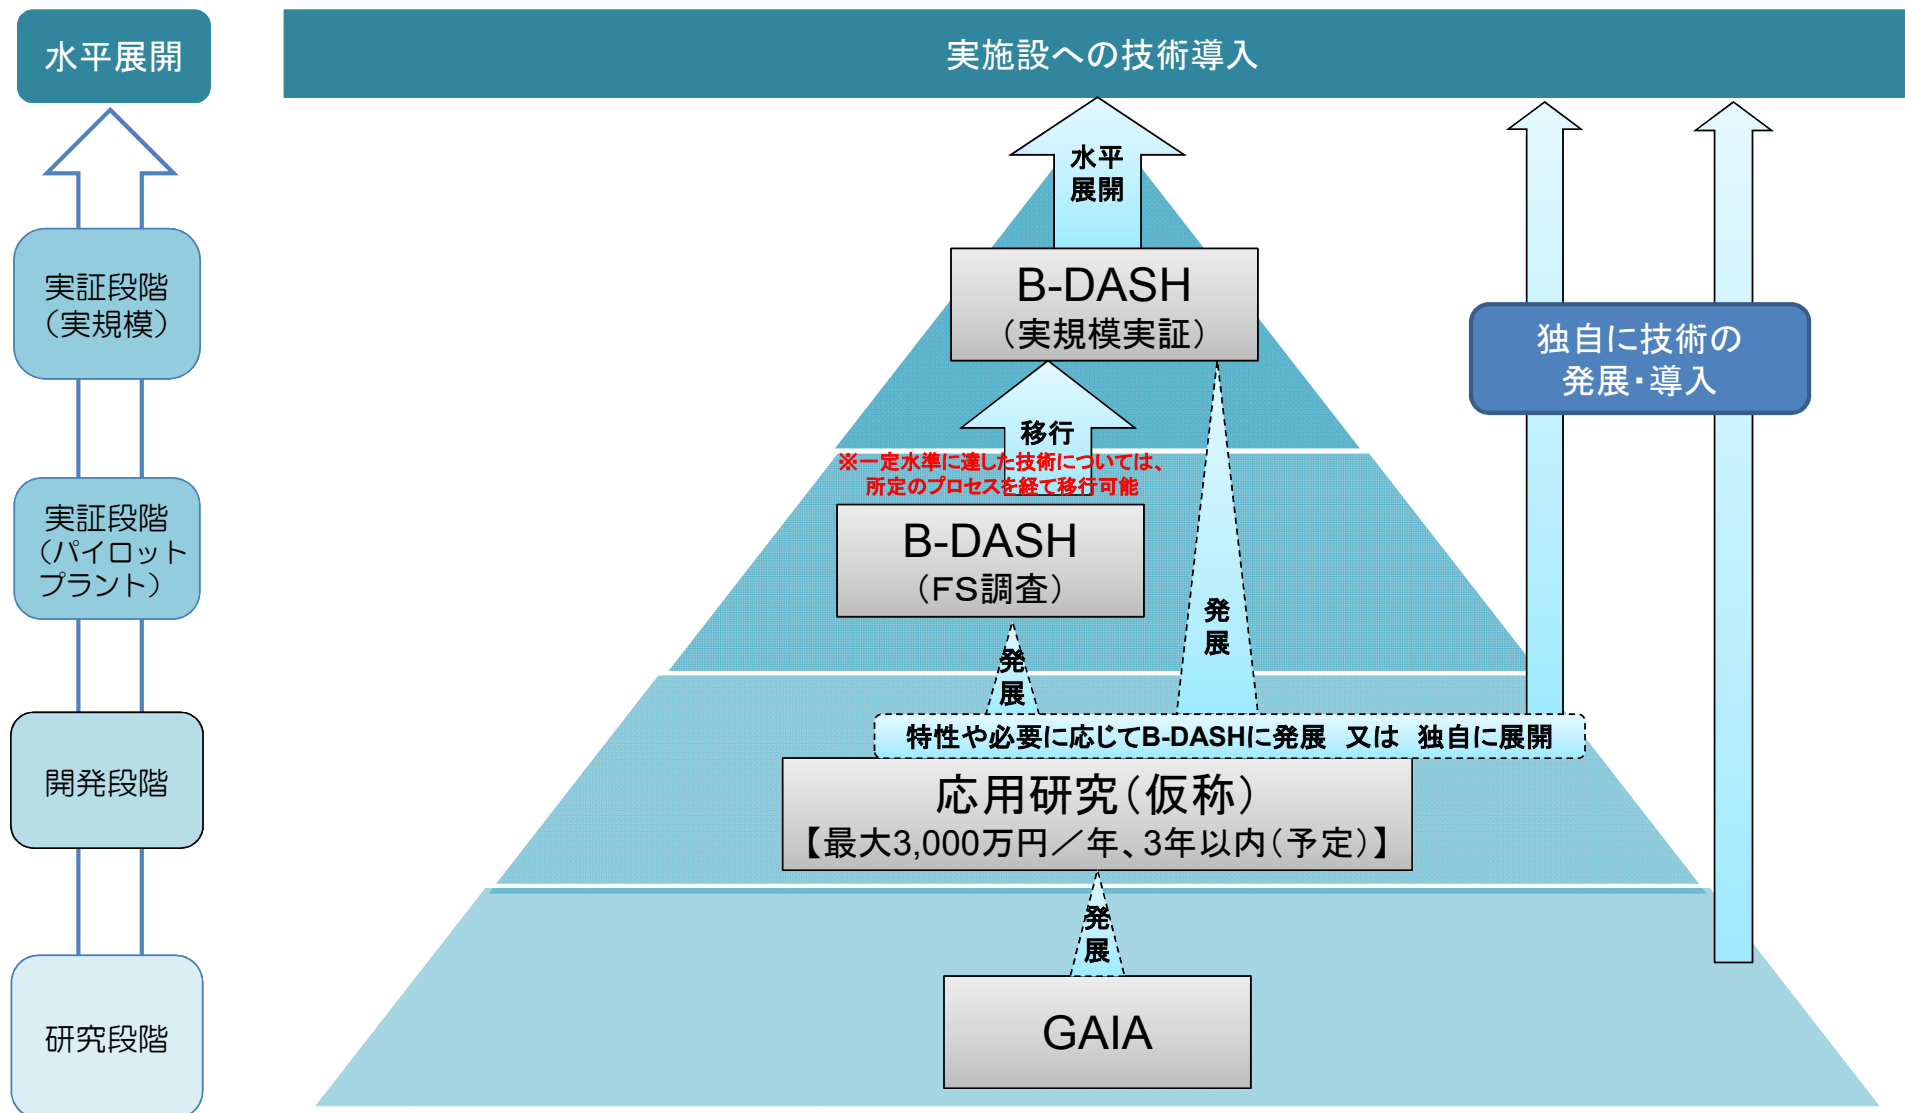 水平展開
実施設への技術導入
水平
展開
実証段階
（実規模）
B-DASH
（実規模実証）
独自に技術の
発展・導入
移行
※一定水準に達した技術については、
所定のプロセスを経て移行可能
実証段階
（パイロット
プラント）
B-DASH
（FS調査）
発
展
発
展
特性や必要に応じてB-DASHに発展　又は　独自に展開
開発段階
応用研究（仮称）
【最大3,000万円／年、3年以内（予定）】
発
展
研究段階
GAIA